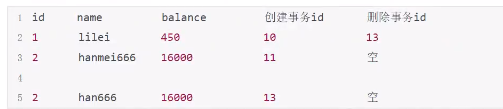 1 id name balance 创建事务id 删除事务id
2 1 lilei 450 10 13
3 2 hanmei666 16000 11 空
4
5 2 han666 16000 13 空